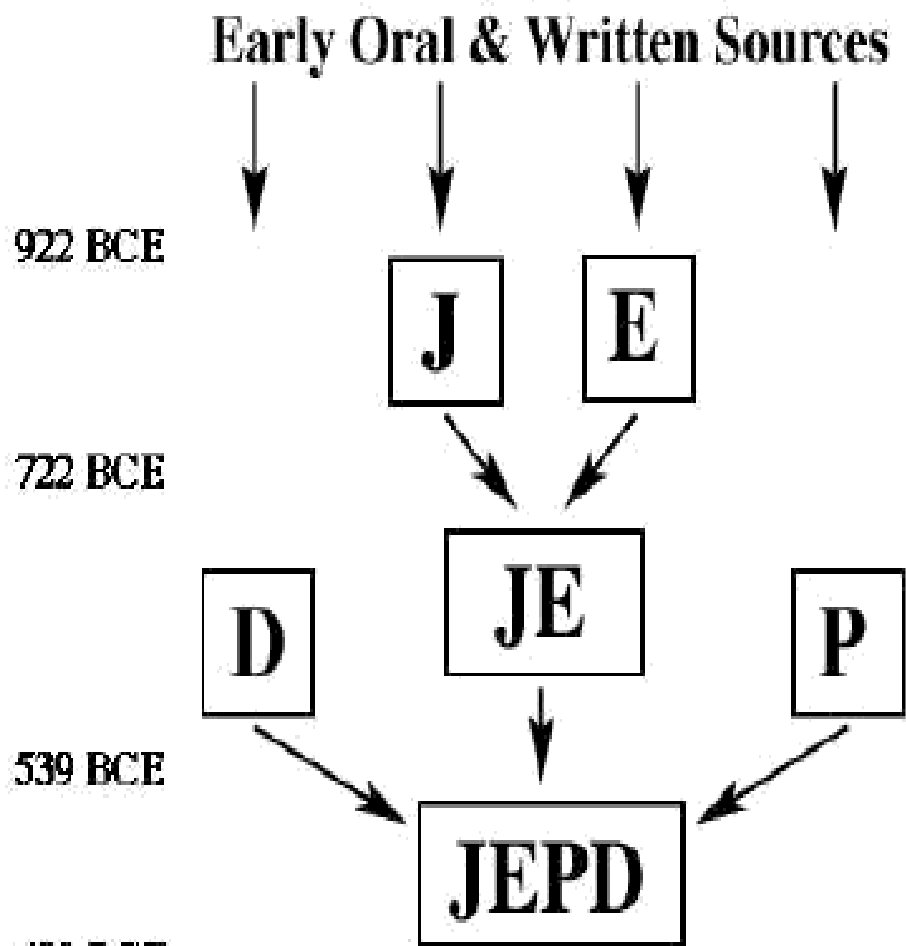 Early Oral & Written Sources
922 BCE
J E
722 BCE
JE
D P
539 BCE
JEPD